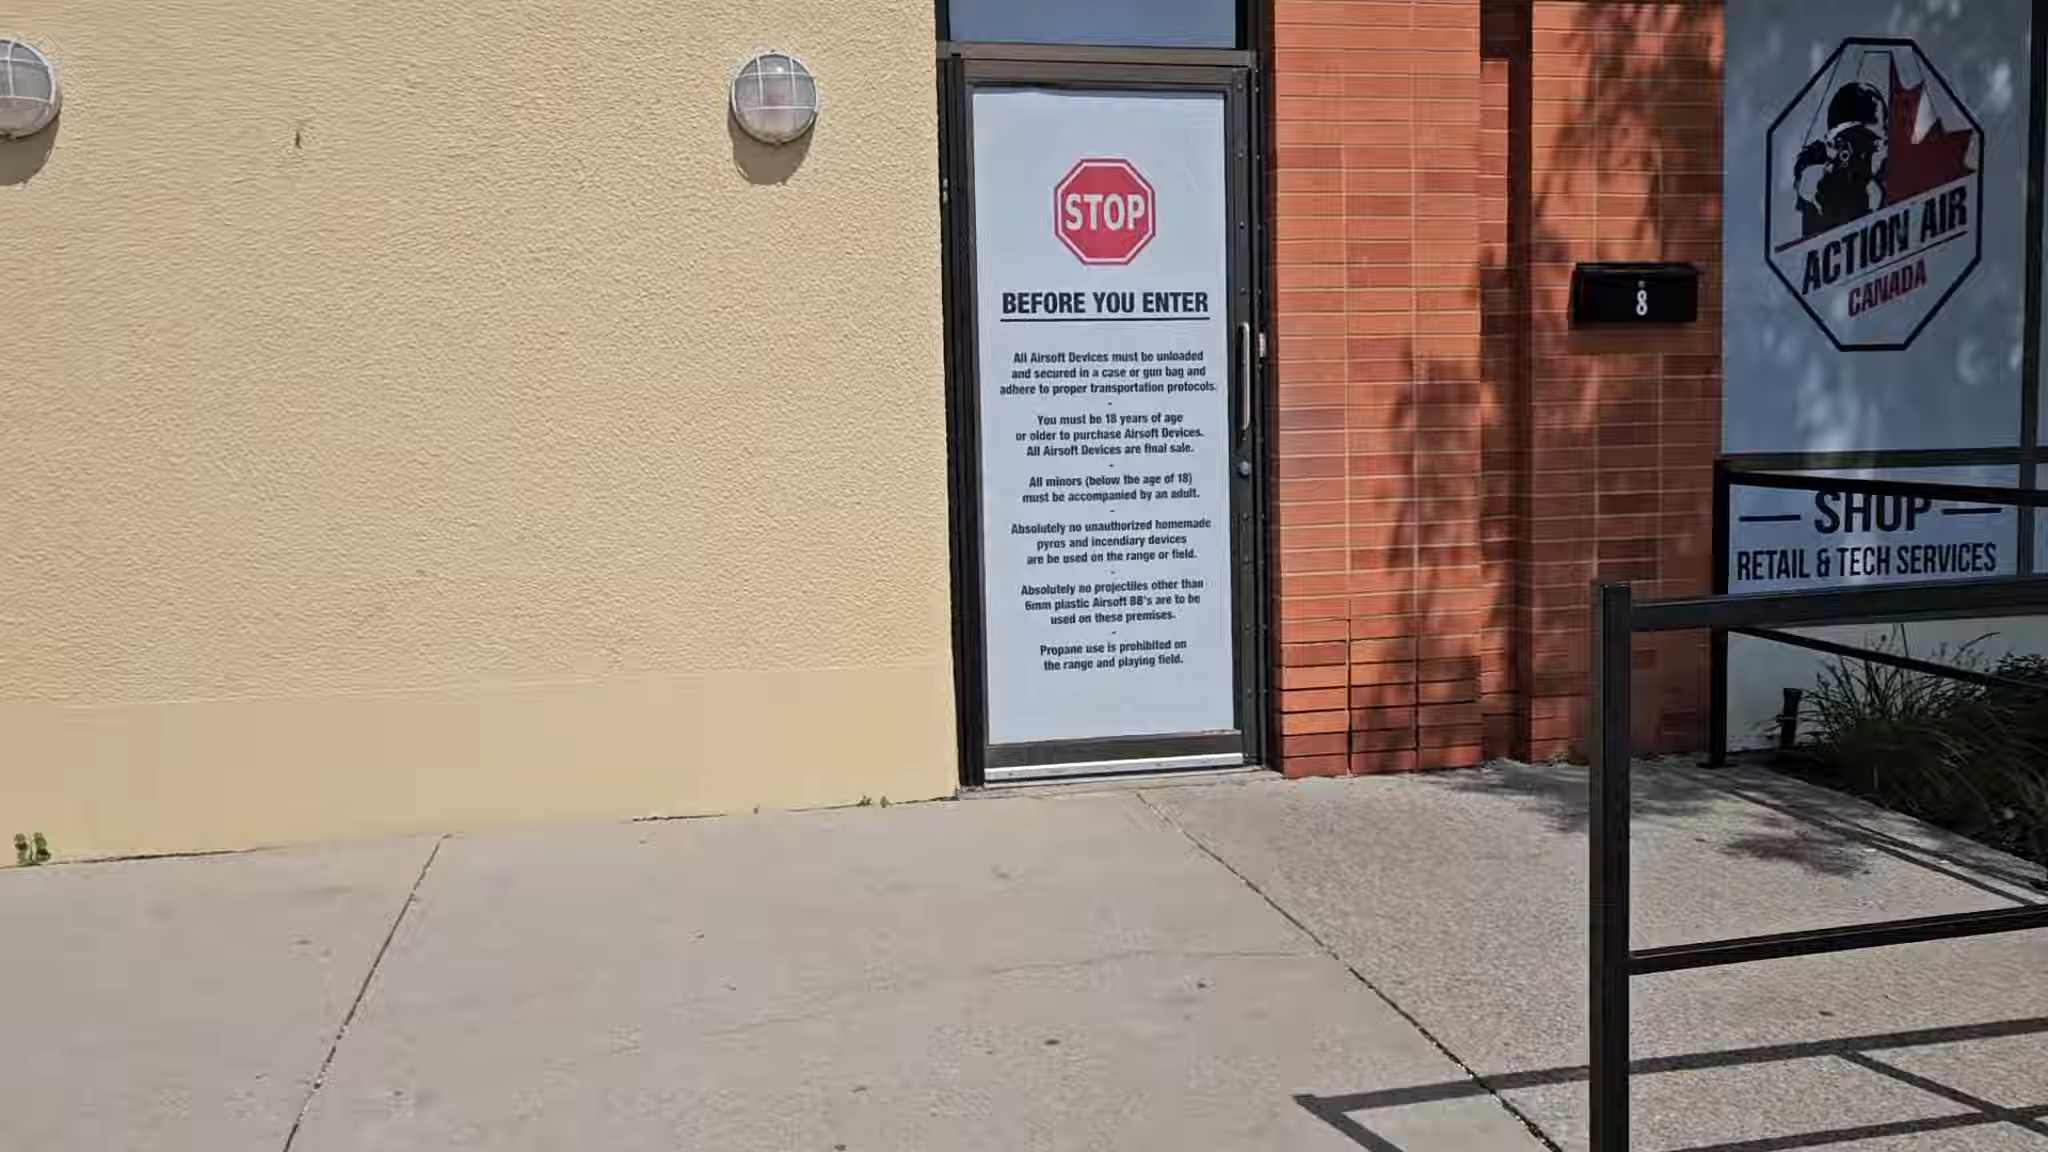 STOP
BEFORE YOU ENTER
All Airsoft Devices must be unloaded
and secured in a case or gun bag and
adhere to proper transportation protocols.
-
You must be 18 years of age
or older to purchase Airsoft Devices.
All Airsoft Devices are final sale.
-
All minors (below the age of 18)
must be accompanied by an adult.
-
Absolutely no unauthorized homemade
pyros and incendiary devices
are be used on the range or field.
-
Absolutely no projectiles other than
6mm plastic Airsoft BB's are to be
used on these premises.
-
Propane use is prohibited on
the range and playing field.
8
ACTION AIR
CANADA
SHOP
RETAIL & TECH SERVICES